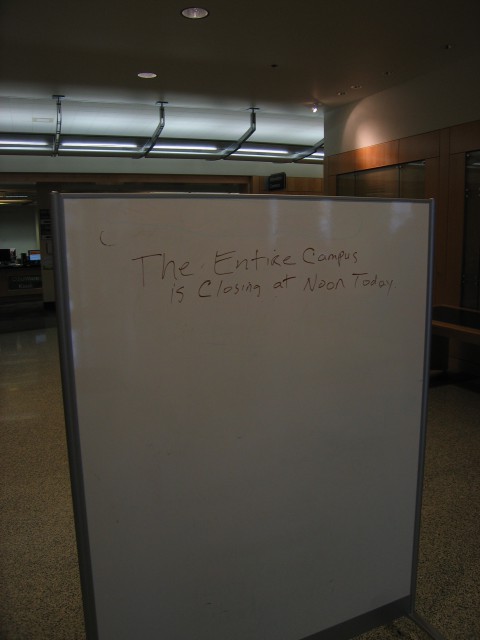 The Entire Campus
is Closing at Noon Today